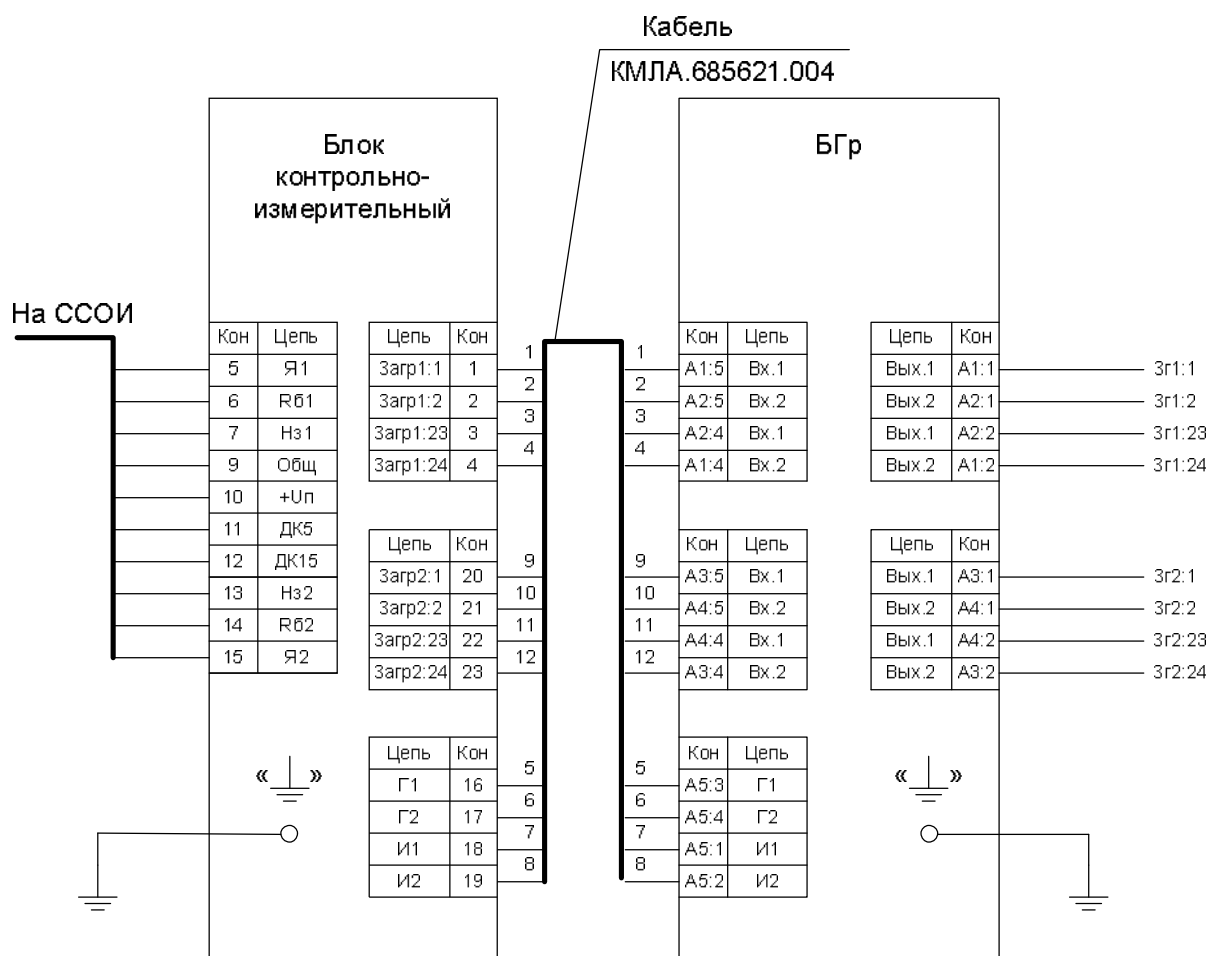 Кабель
КМЛА.685621.004
Блок
контрольно-
измерительный
БГр
На ССОИ
Кон Цепь
5 Я1
6 Rб1
7 Нз1
9 Общ
10 +Uп
11 ДК5
12 ДК15
13 Нз2
14 Rб2
15 Я2
Цепь Кон
Загр1:1 1 1
Загр1:2 2 2
Загр1:23 3 3
Загр1:24 4 4
Цепь Кон
Загр2:1 20 9
Загр2:2 21 10
Загр2:23 22 11
Загр2:24 23 12
Цепь Кон
Г1 16 5
Г2 17 6
И1 18 7
И2 19 8
Кон Цепь
1 А1:5 Вх.1
2 А2:5 Вх.2
3 А2:4 Вх.1
4 А1:4 Вх.2
Кон Цепь
9 А3:5 Вх.1
10 А4:5 Вх.2
11 А4:4 Вх.1
12 А3:4 Вх.2
Кон Цепь
5 А5:3 Г1
6 А5:4 Г2
7 А5:1 И1
8 А5:2 И2
Цепь Кон
Вых.1 А1:1 Зг1:1
Вых.2 А2:1 Зг1:2
Вых.1 А2:2 Зг1:23
Вых.2 А1:2 Зг1:24
Цепь Кон
Вых.1 А3:1 Зг2:1
Вых.2 А4:1 Зг2:2
Вых.1 А4:2 Зг2:23
Вых.2 А3:2 Зг2:24
« »
« »